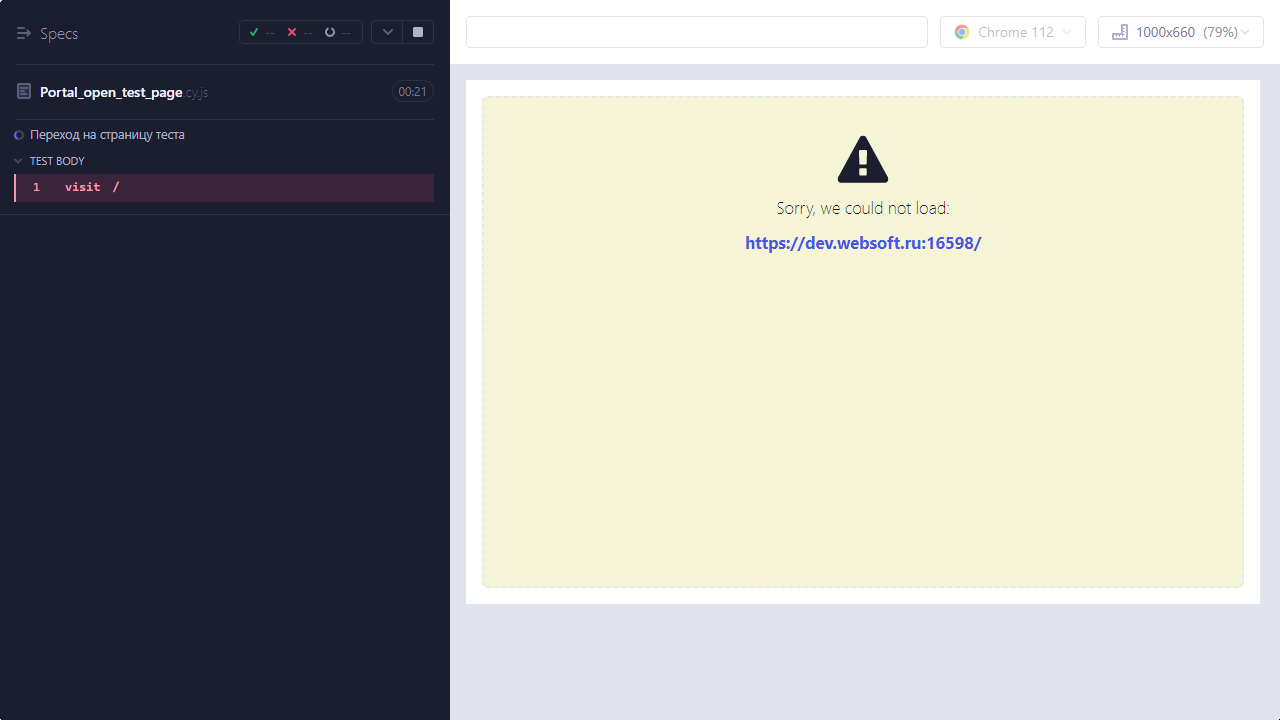 Specs
-- -- --
Chrome 112
1000x660 (79%)
Portal_open_test_page.cy.js
00:21
Переход на страницу теста
TEST BODY
1 visit /
Sorry, we could not load:
https://dev.websoft.ru:16598/